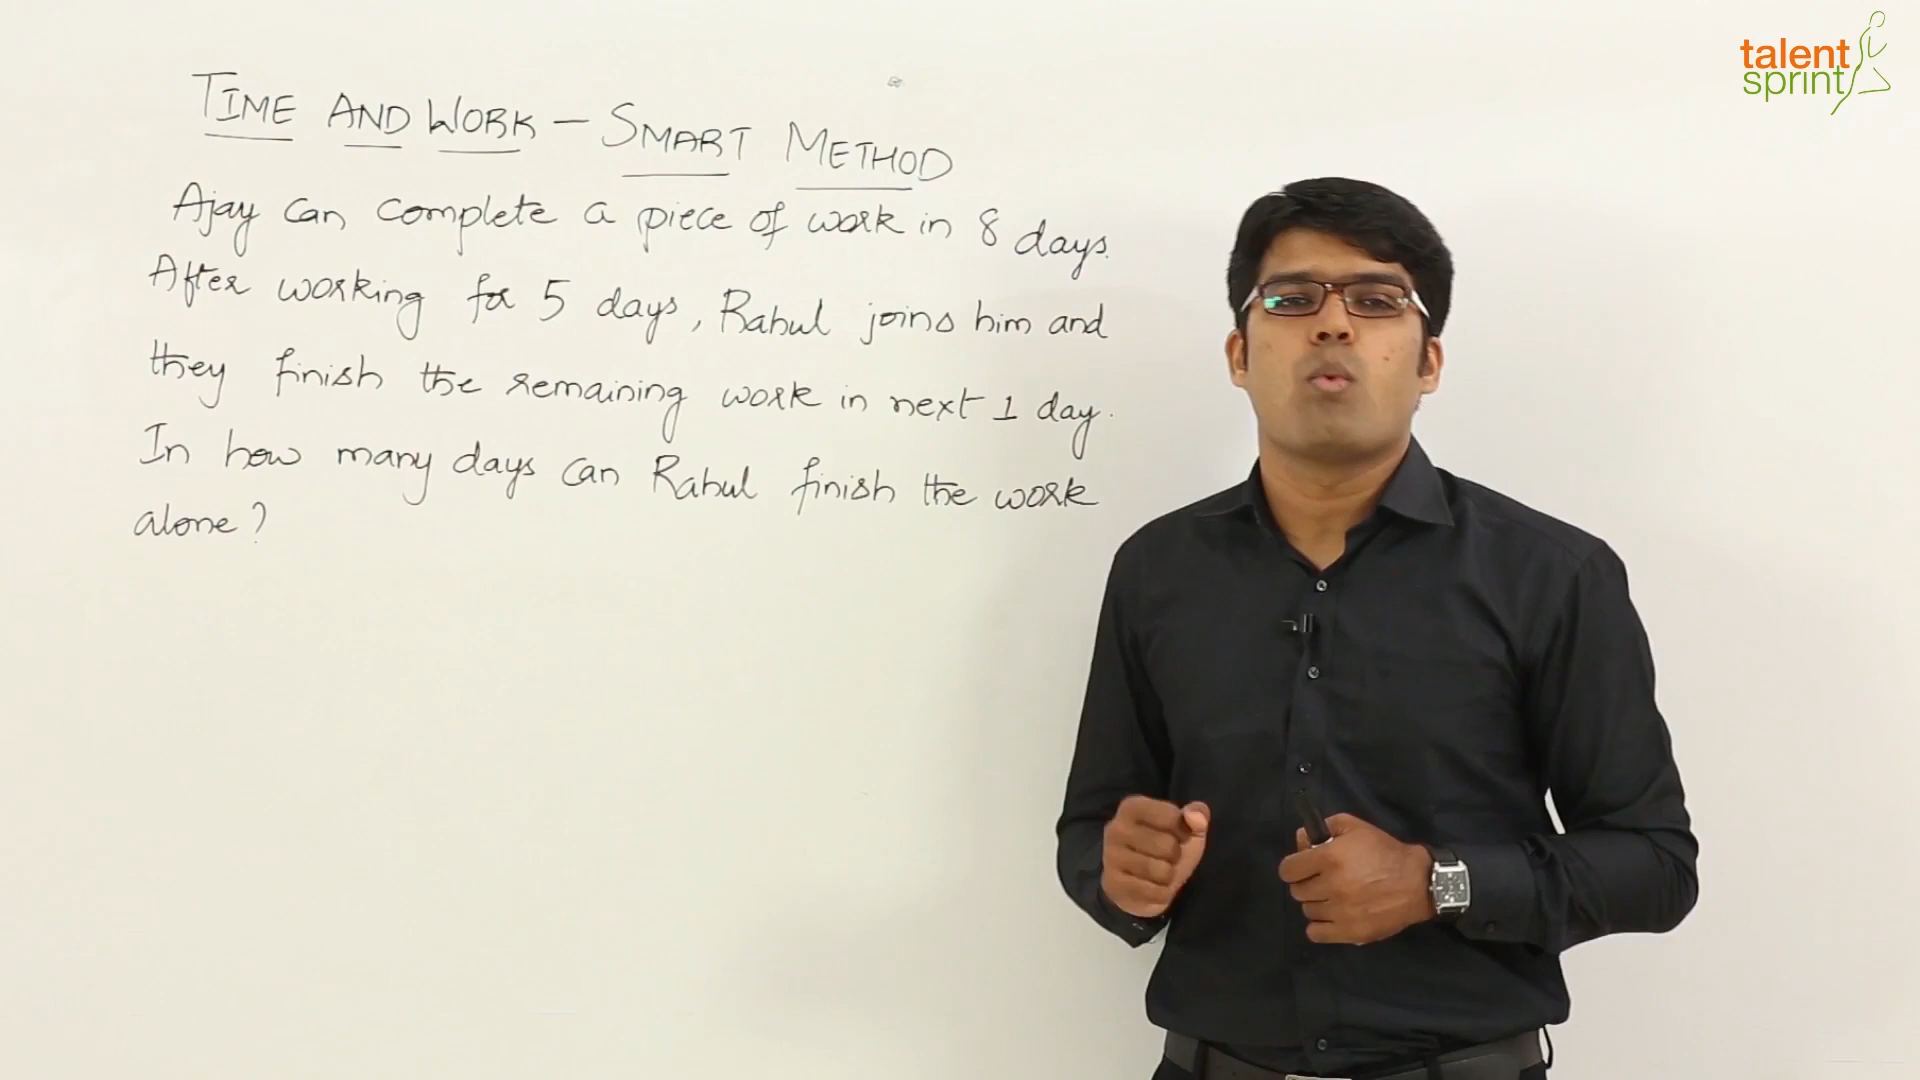 TIME AND WORK - SMART METHOD
Ajay can complete a piece of work in 8 days.
After working for 5 days, Rahul joins him and
they finish the remaining work in next 1 day.
In how many days can Rahul finish the work
alone?
talent
sprint